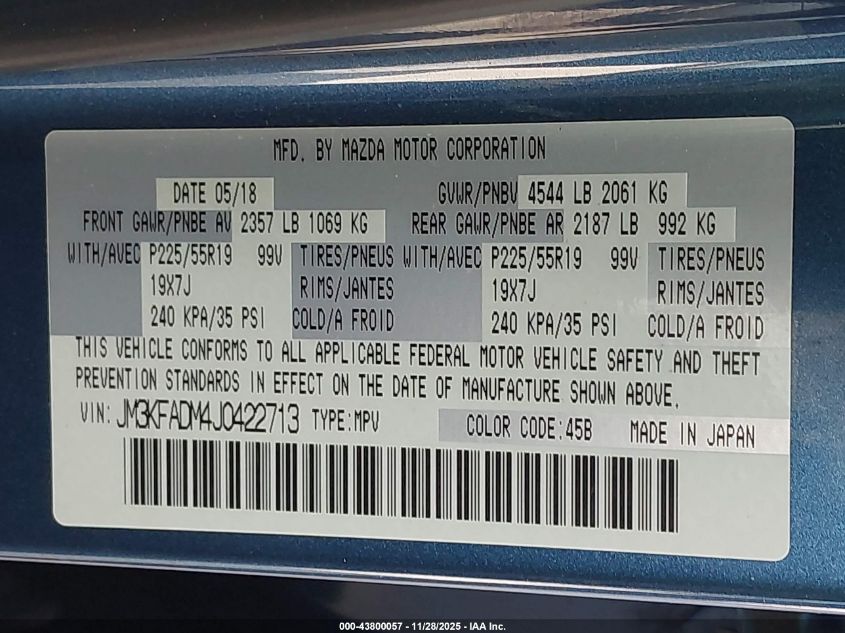 MFD. BY MAZDA MOTOR CORPORATION
DATE 05/18 GVWR/PNBV 4544 LB 2061 KG
FRONT GAWR/PNBE AV 2357 LB 1069 KG REAR GAWR/PNBE AR 2187 LB 992 KG
WITH/AVEC P225/55R19 99V TIRES/PNEUS WITH/AVEC P225/55R19 99V TIRES/PNEUS
19X7J RIMS/JANTES 19X7J RIMS/JANTES
240 KPA/35 PSI COLD/A FROID 240 KPA/35 PSI COLD/A FROID
THIS VEHICLE CONFORMS TO ALL APPLICABLE FEDERAL MOTOR VEHICLE SAFETY AND THEFT
PREVENTION STANDARDS IN EFFECT ON THE DATE OF MANUFACTURE SHOWN ABOVE.
VIN: JM3KFADM4J0422713 TYPE:MPV COLOR CODE:45B MADE IN JAPAN
000-43800057 - 11/28/2025 - IAA Inc.